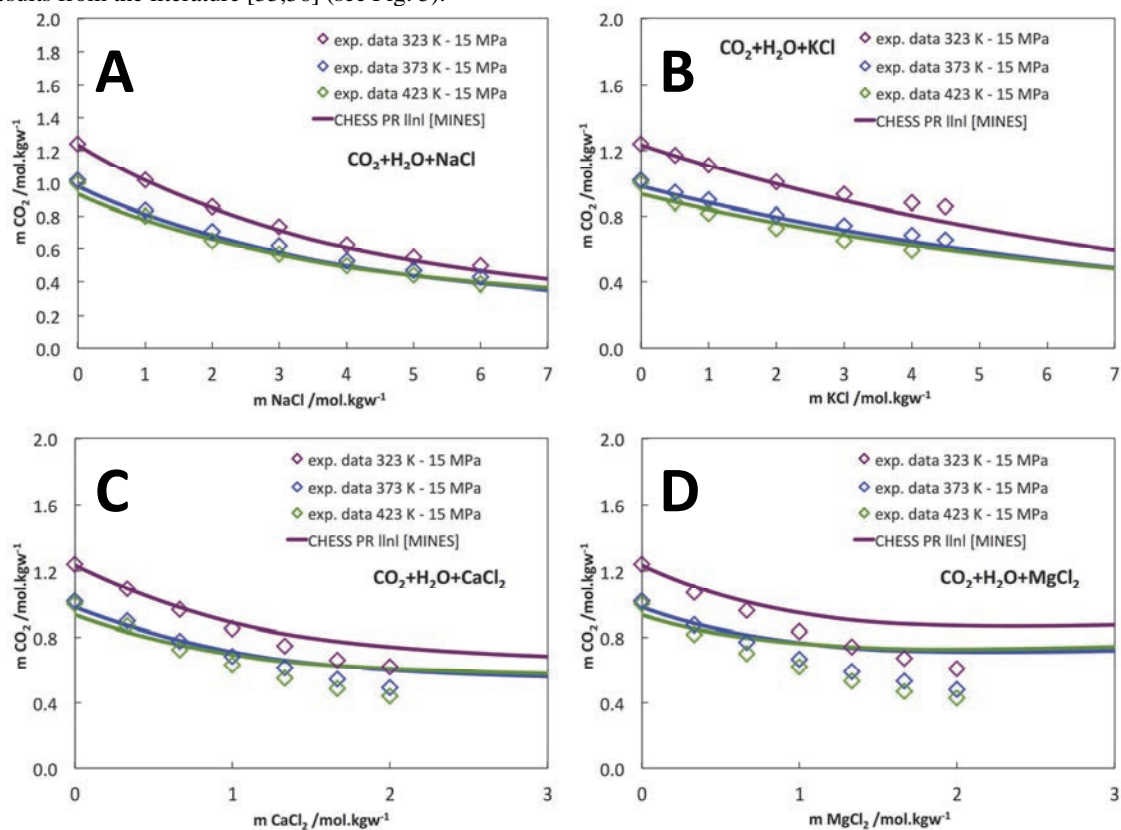 results from the literature [35,36] (see Fig. 3).
A
exp. data 323 K - 15 MPa
exp. data 373 K - 15 MPa
exp. data 423 K - 15 MPa
CHESS PR llnl [MINES]
CO₂+H₂O+NaCl
m CO₂ /mol.kgw⁻¹
2.0
1.8
1.6
1.4
1.2
1.0
0.8
0.6
0.4
0.2
0.0
0 1 2 3 4 5 6 7
m NaCl /mol.kgw⁻¹
B
CO₂+H₂O+KCl
exp. data 323 K - 15 MPa
exp. data 373 K - 15 MPa
exp. data 423 K - 15 MPa
CHESS PR llnl [MINES]
m CO₂ /mol.kgw⁻¹
2.0
1.6
1.2
0.8
0.4
0.0
0 1 2 3 4 5 6 7
m KCl /mol.kgw⁻¹
C
exp. data 323 K - 15 MPa
exp. data 373 K - 15 MPa
exp. data 423 K - 15 MPa
CHESS PR llnl [MINES]
CO₂+H₂O+CaCl₂
m CO₂ /mol.kgw⁻¹
2.0
1.6
1.2
0.8
0.4
0.0
0 1 2 3
m CaCl₂ /mol.kgw⁻¹
D
exp. data 323 K - 15 MPa
exp. data 373 K - 15 MPa
exp. data 423 K - 15 MPa
CHESS PR llnl [MINES]
CO₂+H₂O+MgCl₂
m CO₂ /mol.kgw⁻¹
2.0
1.6
1.2
0.8
0.4
0.0
0 1 2 3
m MgCl₂ /mol.kgw⁻¹